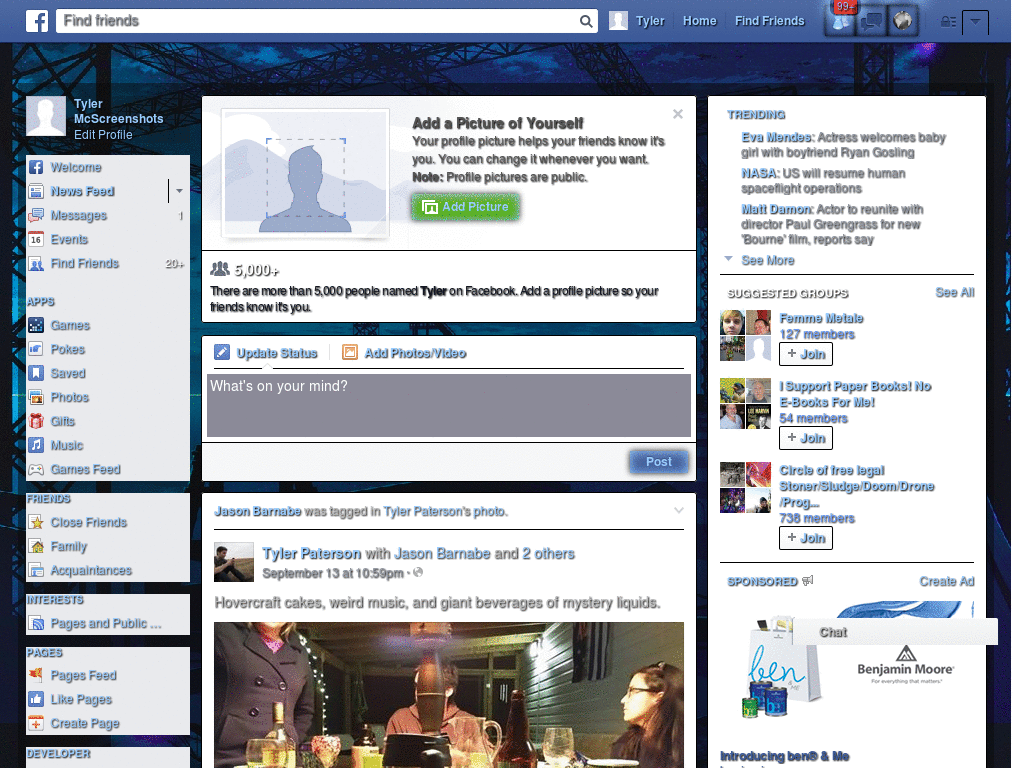 Find friends
Tyler
Home
Find Friends
99+
Tyler
McScreenshots
Edit Profile
Welcome
News Feed
Messages 1
Events
16
Find Friends 20+
APPS
Games
Pokes
Saved
Photos
Gifts
Music
Games Feed
FRIENDS
Close Friends
Family
Acquaintances
INTERESTS
Pages and Public ...
PAGES
Pages Feed
Like Pages
Create Page
DEVELOPER
Add a Picture of Yourself
Your profile picture helps your friends know it's
you. You can change it whenever you want.
Note: Profile pictures are public.
Add Picture
5,000+
There are more than 5,000 people named Tyler on Facebook. Add a profile picture so your
friends know it's you.
Update Status
Add Photos/Video
What's on your mind?
Post
Jason Barnabe was tagged in Tyler Paterson's photo.
Tyler Paterson with Jason Barnabe and 2 others
September 13 at 10:59pm ·
Hovercraft cakes, weird music, and giant beverages of mystery liquids.
TRENDING
Eva Mendes: Actress welcomes baby
girl with boyfriend Ryan Gosling
NASA: US will resume human
spaceflight operations
Matt Damon: Actor to reunite with
director Paul Greengrass for new
'Bourne' film, reports say
See More
SUGGESTED GROUPS
See All
Femme Metale
127 members
+ Join
I Support Paper Books! No
E-Books For Me!
54 members
+ Join
LEE MARVIN
Circle of free legal
Stoner/Sludge/Doom/Drone
/Prog...
738 members
+ Join
SPONSORED
Create Ad
Chat
ben
Benjamin Moore
For everything that matters.
Introducing ben® & Me